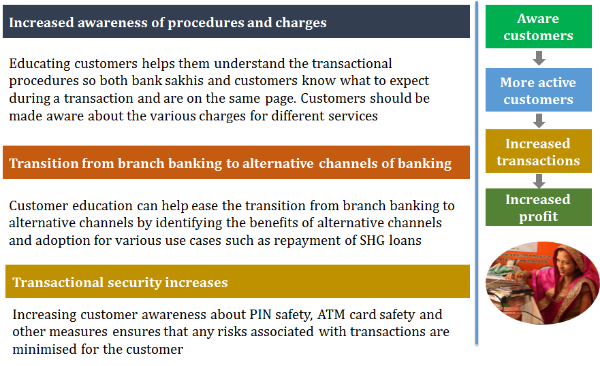 Increased awareness of procedures and charges
Educating customers helps them understand the transactional
procedures so both bank sakhis and customers know what to expect
during a transaction and are on the same page. Customers should be
made aware about the various charges for different services
Transition from branch banking to alternative channels of banking
Customer education can help ease the transition from branch banking to
alternative channels by identifying the benefits of alternative channels
and adoption for various use cases such as repayment of SHG loans
Transactional security increases
Increasing customer awareness about PIN safety, ATM card safety and
other measures ensures that any risks associated with transactions are
minimised for the customer
Aware
customers
More active
customers
Increased
transactions
Increased
profit